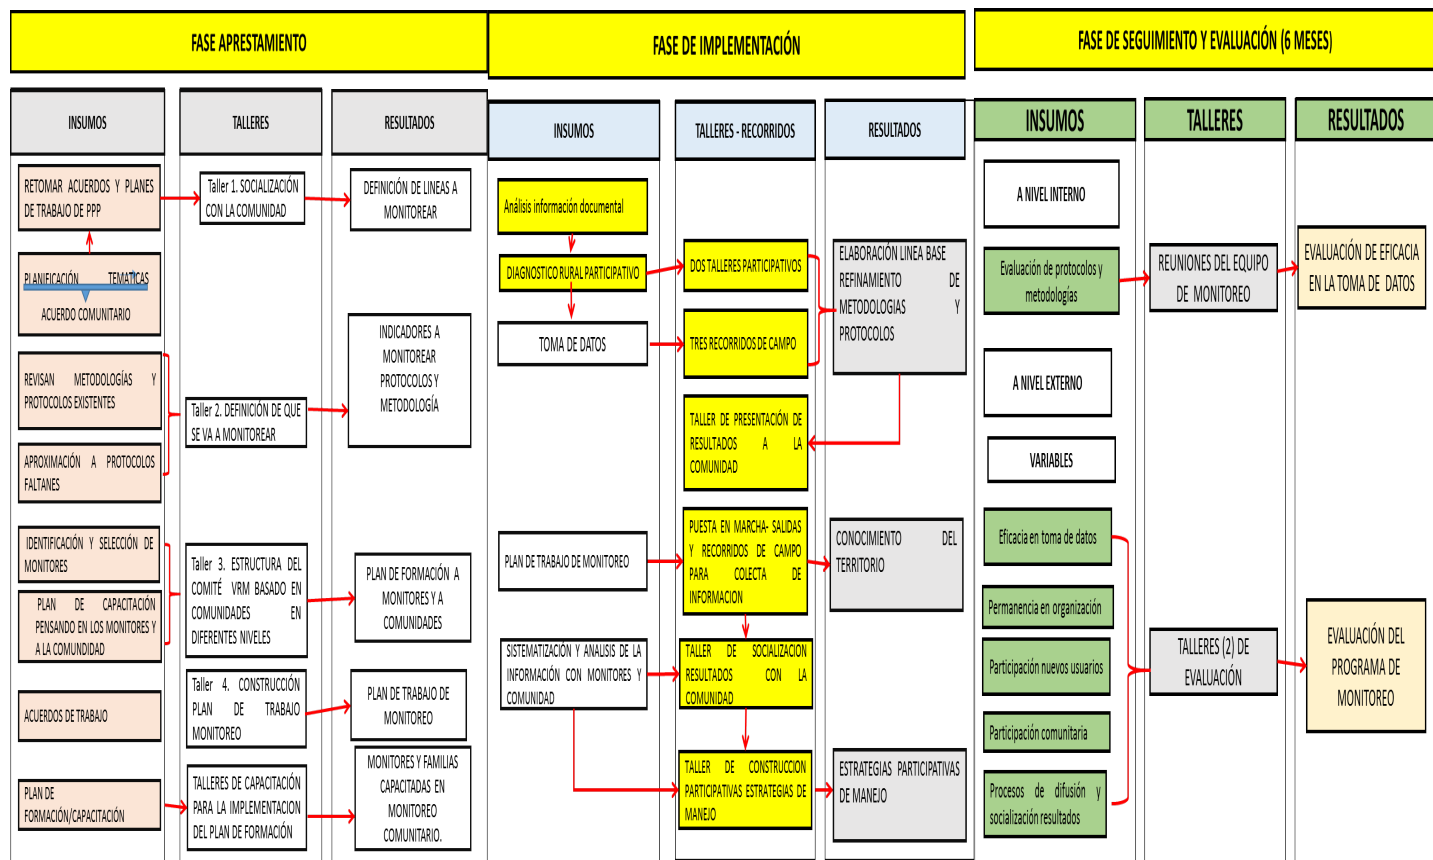 FASE APRESTAMIENTO
INSUMOS
TALLERES
RESULTADOS
RETOMAR ACUERDOS Y PLANES
DE TRABAJO DE PPP
Taller 1. SOCIALIZACIÓN
CON LA COMUNIDAD
DEFINICIÓN DE LINEAS A
MONITOREAR
PLANIFICACIÓN TEMATICAS
ACUERDO COMUNITARIO
REVISAN METODOLOGÍAS Y
PROTOCOLOS EXISTENTES
APROXIMACIÓN A PROTOCOLOS
FALTANES
Taller 2. DEFINICIÓN DE QUE
SE VA A MONITOREAR
INDICADORES A
MONITOREAR
PROTOCOLOS Y
METODOLOGÍA
IDENTIFICACIÓN Y SELECCIÓN DE
MONITORES
PLAN DE CAPACITACIÓN
PENSANDO EN LOS MONITORES Y
A LA COMUNDIDAD
Taller 3. ESTRUCTURA DEL
COMITÉ VRM BASADO EN
COMUNIDADES EN
DIFERENTES NIVELES
PLAN DE FORMACIÓN A
MONITORES Y A
COMUNIDADES
ACUERDOS DE TRABAJO
Taller 4. CONSTRUCCIÓN
PLAN DE TRABAJO
MONITOREO
PLAN DE TRABAJO DE
MONITOREO
PLAN DE
FORMACIÓN/CAPACITACIÓN
TALLERES DE CAPACITACIÓN
PARA LA IMPLEMENTACION
DEL PLAN DE FORMACIÓN
MONITORES Y FAMILIAS
CAPACITADAS EN
MONITOREO
COMUNITARIO.
FASE DE IMPLEMENTACIÓN
INSUMOS
TALLERES - RECORRIDOS
RESULTADOS
Análisis información documental
DIAGNOSTICO RURAL PARTICIPATIVO
TOMA DE DATOS
DOS TALLERES PARTICIPATIVOS
TRES RECORRIDOS DE CAMPO
ELABORACIÓN LINEA BASE
REFINAMIENTO DE
METODOLOGIAS Y
PROTOCOLOS
TALLER DE PRESENTACIÓN DE
RESULTADOS A LA
COMUNIDAD
PLAN DE TRABAJO DE MONITOREO
PUESTA EN MARCHA- SALIDAS
Y RECORRIDOS DE CAMPO
PARA COLECTA DE
INFORMACION
CONOCIMIENTO DEL
TERRITORIO
SISTEMATIZACIÓN Y ANALISIS DE LA
INFORMACIÓN CON MONITORES Y
COMUNIDAD
TALLER DE SOCIALIZACION
RESULTADOS CON LA
COMUNIDAD
TALLER DE CONSTRUCCION
PARTICIPATIVAS ESTRATEGIAS DE
MANEJO
ESTRATEGIAS PARTICIPATIVAS
DE MANEJO
FASE DE SEGUIMIENTO Y EVALUACIÓN (6 MESES)
INSUMOS
TALLERES
RESULTADOS
A NIVEL INTERNO
Evaluación de protocolos y
metodologías
REUNIONES DEL EQUIPO
DE MONITOREO
EVALUACIÓN DE EFICACIA
EN LA TOMA DE DATOS
A NIVEL EXTERNO
VARIABLES
Eficacia en toma de datos
Permanencia en organización
Participación nuevos usuarios
Participación comunitaria
Procesos de difusión y
socialización resultados
TALLERES (2) DE
EVALUACIÓN
EVALUACIÓN DEL
PROGRAMA DE
MONITOREO